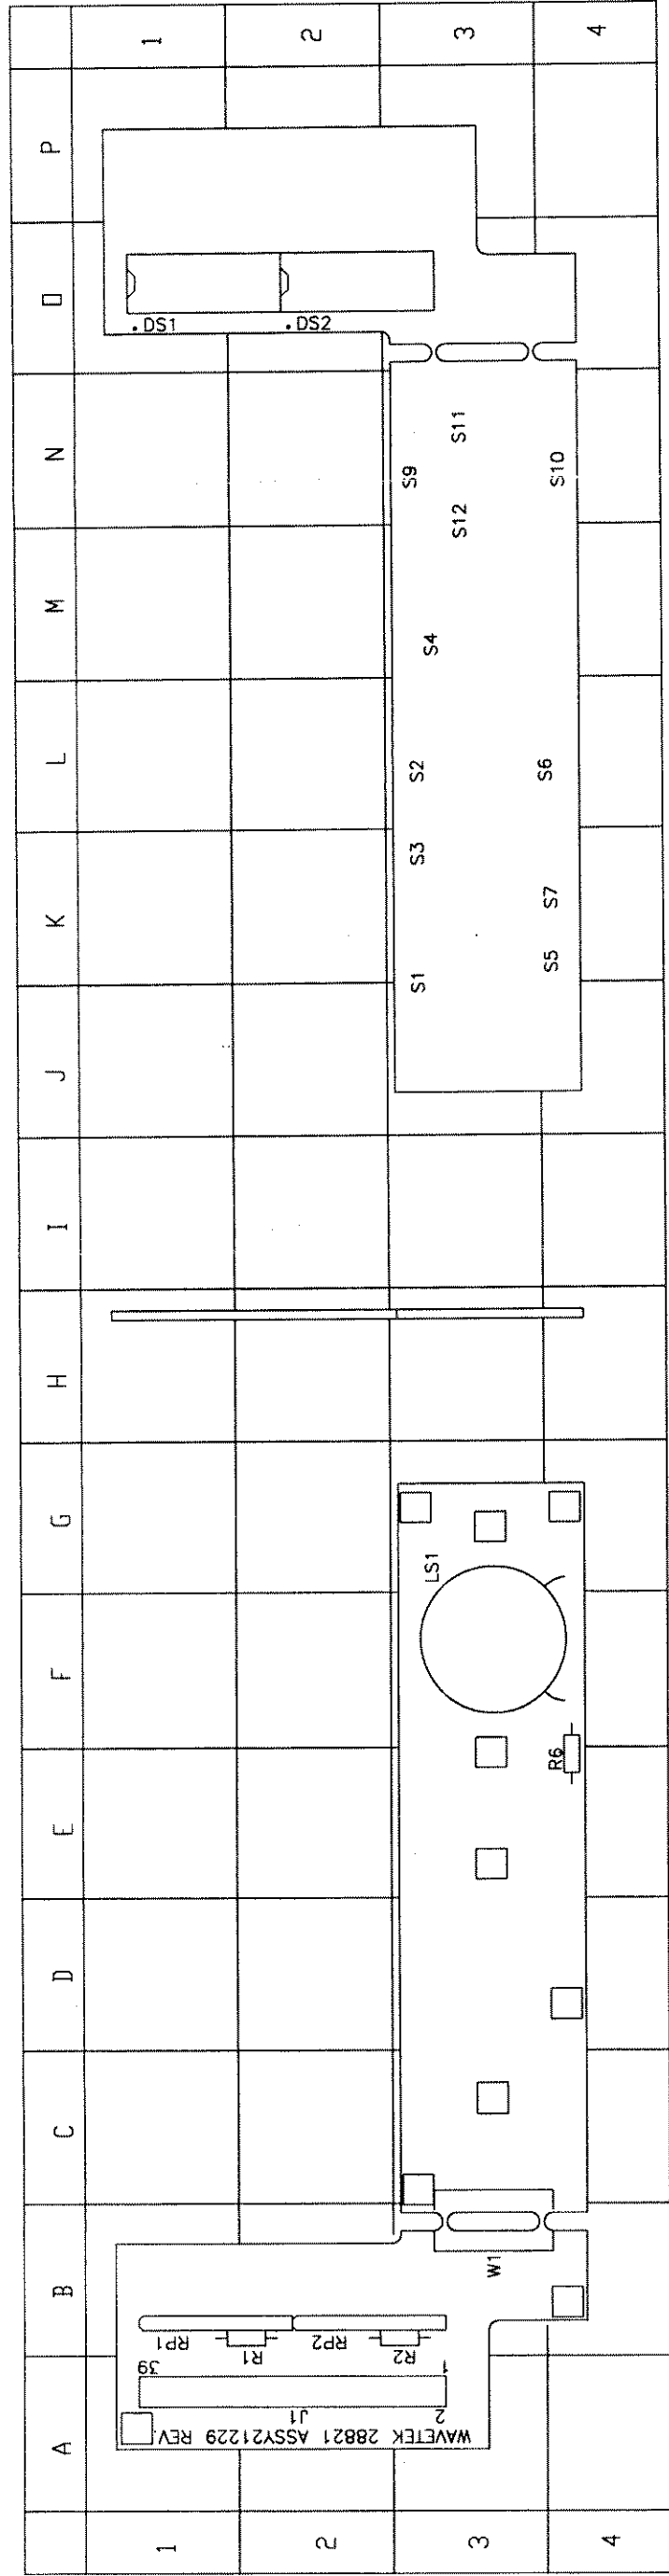 1
2
3
4
P
O
N
M
L
K
J
I
H
G
F
E
D
C
B
A
1
2
3
4
DS1
DS2
S11
S9
S10
S12
S4
S2
S6
S3
S7
S5
S1
LS1
R6
W1
RP1
R1
RP2
R2
39
1
J1
2
WAVETEK 28821 ASSY21229 REV.